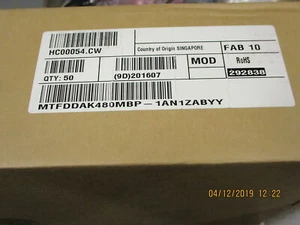 HC00054.CW
Country of Origin SINGAPORE
FAB 10
QTY: 50
(9D)201607
MOD
RoHS
292838
MTFDDAK480MBP-1AN1ZABYY
04/12/2019 12:22